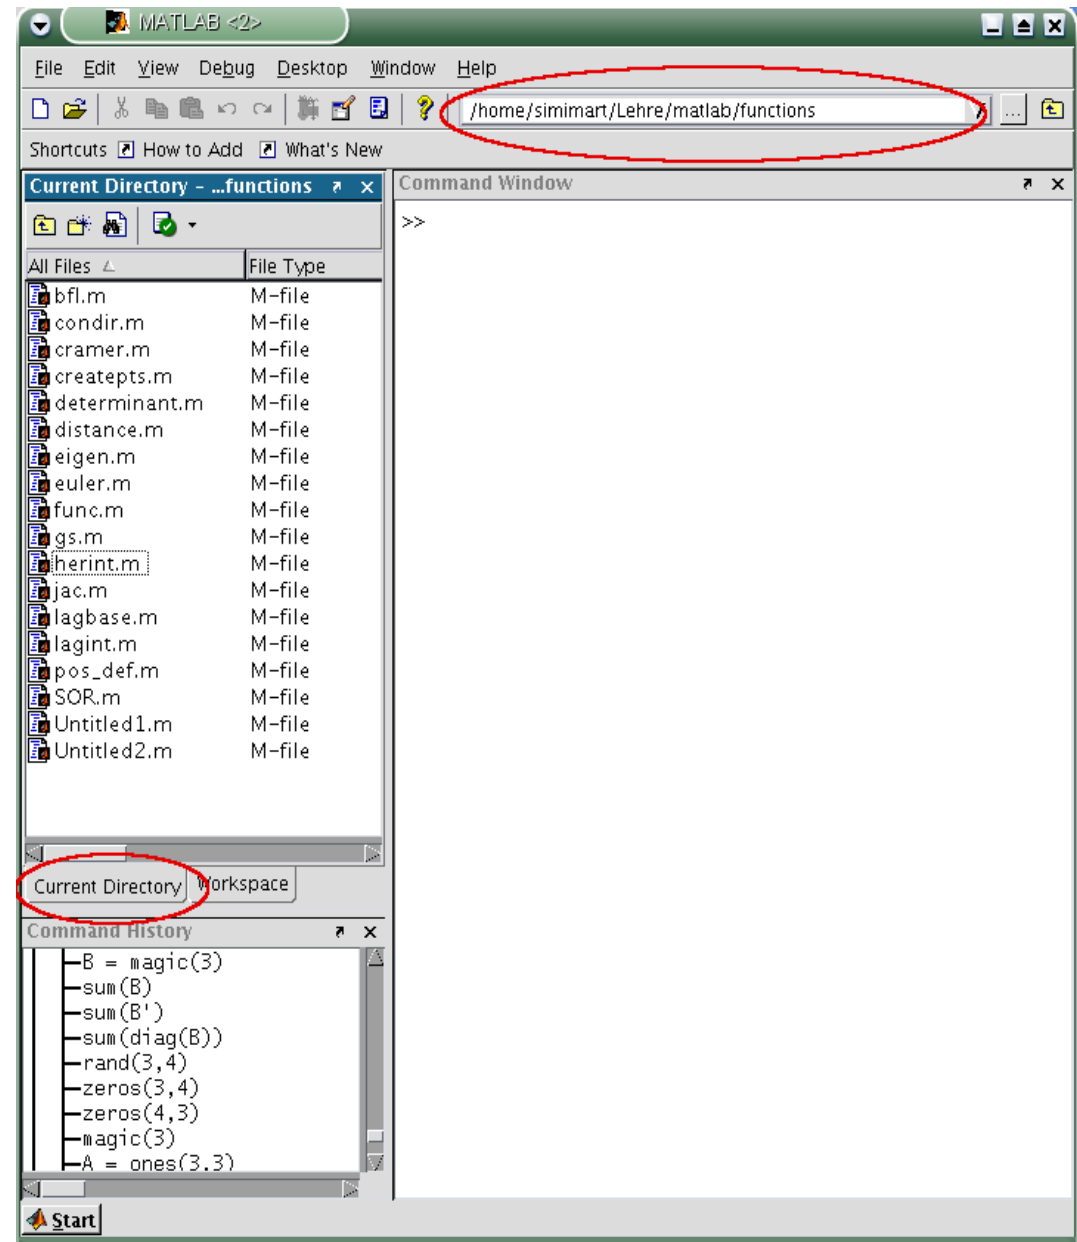 MATLAB <2>
File Edit View Debug Desktop Window Help
/home/simimart/Lehre/matlab/functions ...
Shortcuts How to Add What's New
Current Directory - ...functions
All Files File Type
bfl.m M-file
condir.m M-file
cramer.m M-file
createpts.m M-file
determinant.m M-file
distance.m M-file
eigen.m M-file
euler.m M-file
func.m M-file
gs.m M-file
herint.m M-file
jac.m M-file
lagbase.m M-file
lagint.m M-file
pos_def.m M-file
SOR.m M-file
Untitled1.m M-file
Untitled2.m M-file
Current Directory Workspace
Command History
B = magic(3)
sum(B)
sum(B')
sum(diag(B))
rand(3,4)
zeros(3,4)
zeros(4,3)
magic(3)
A = ones(3.3)
Command Window
>>
Start